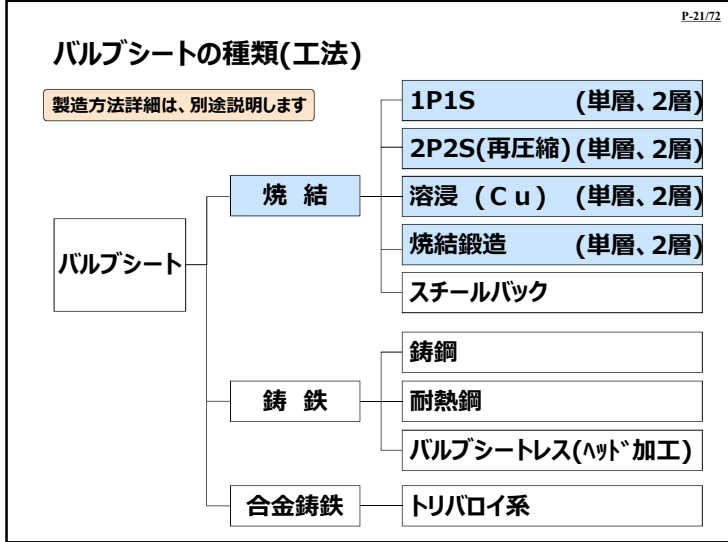 P-21/72
バルブシートの種類(工法)
製造方法詳細は、別途説明します
バルブシート
焼 結
1P1S (単層、2層)
2P2S(再圧縮)(単層、2層)
溶浸 (Cu) (単層、2層)
焼結鍛造 (単層、2層)
スチールバック
鋳 鉄
鋳鋼
耐熱鋼
バルブシートレス(ﾍｯﾄﾞ加工)
合金鋳鉄
トリバロイ系